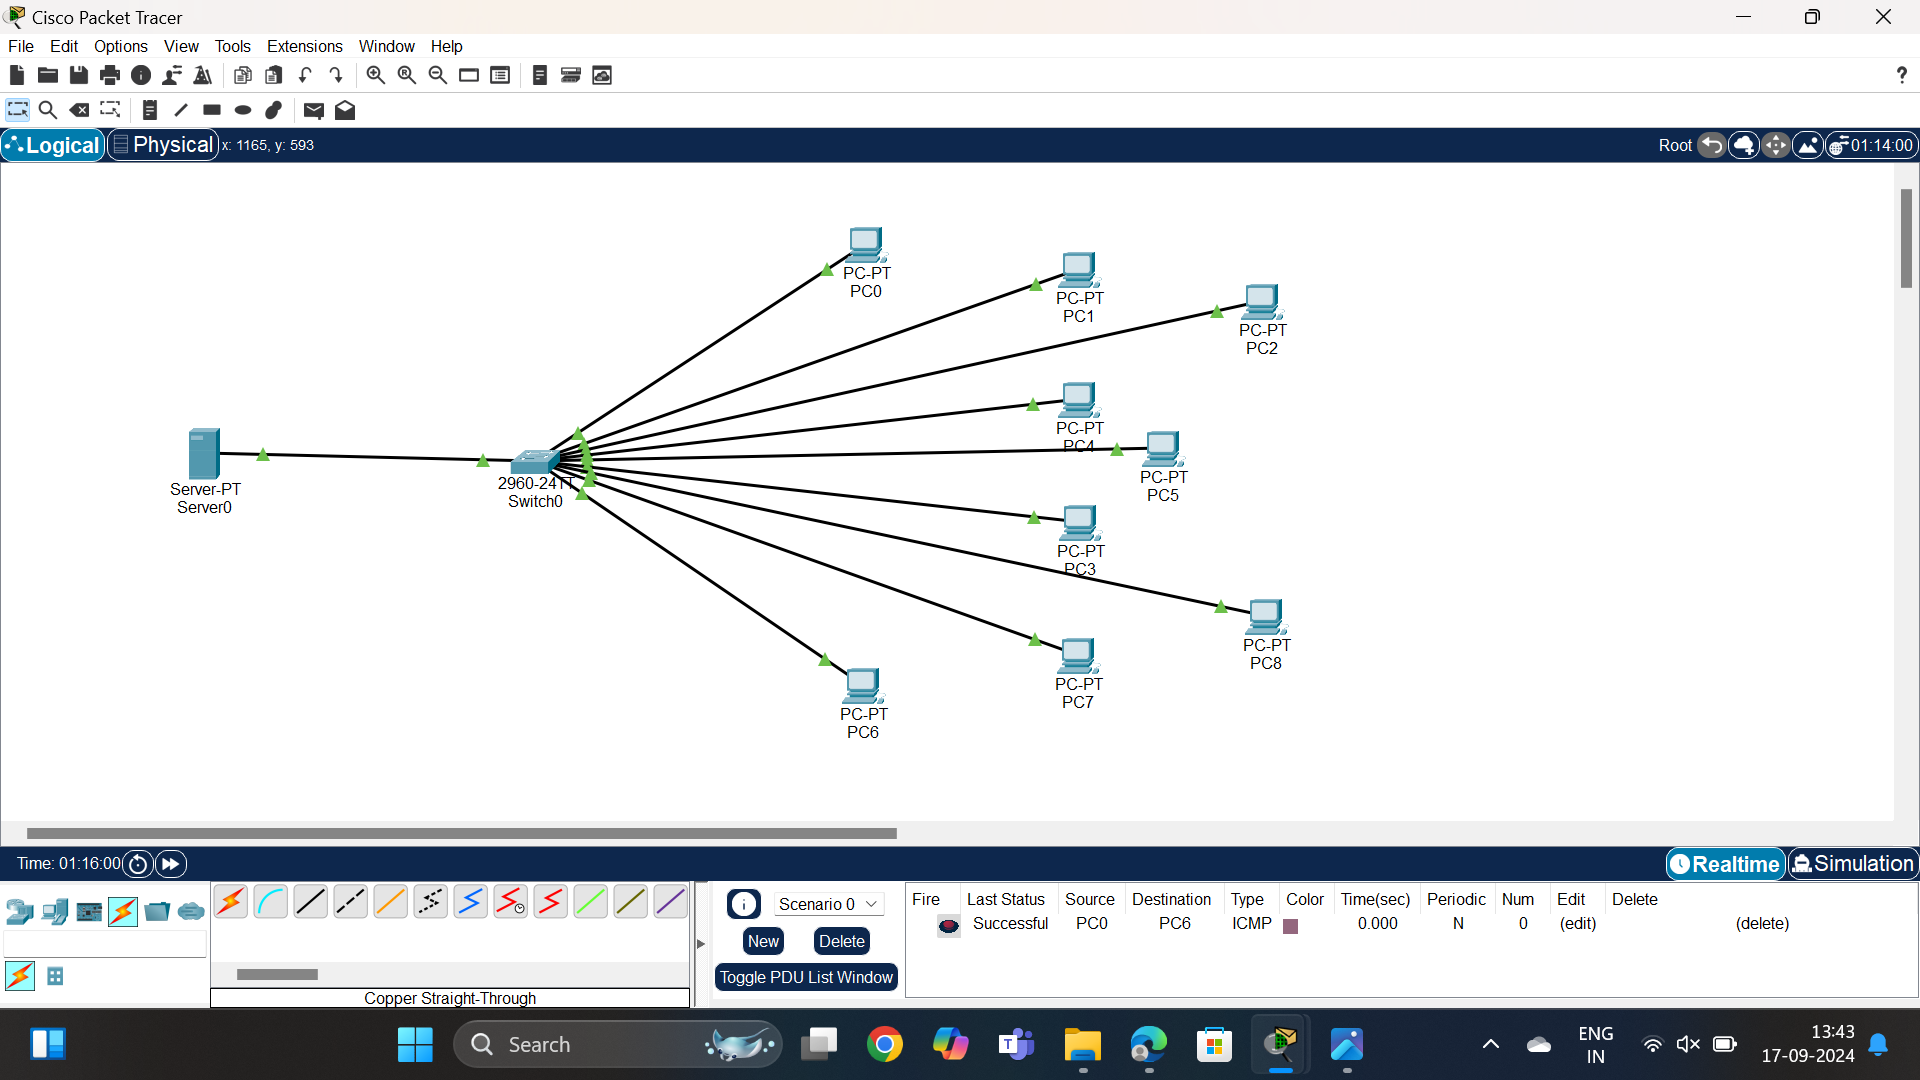 Cisco Packet Tracer
File Edit Options View Tools Extensions Window Help
Logical Physical x: 1165, y: 593 Root 01:14:00
PC-PT
PC0
PC-PT
PC1
PC-PT
PC2
PC-PT
PC4
PC-PT
PC5
Server-PT
Server0
2960-24TT
Switch0
PC-PT
PC3
PC-PT
PC8
PC-PT
PC7
PC-PT
PC6
Time: 01:16:00 Realtime Simulation
Scenario 0
New Delete
Toggle PDU List Window
Copper Straight-Through
Fire Last Status Source Destination Type Color Time(sec) Periodic Num Edit Delete
Successful PC0 PC6 ICMP 0.000 N 0 (edit) (delete)
Search
ENG
IN
13:43
17-09-2024